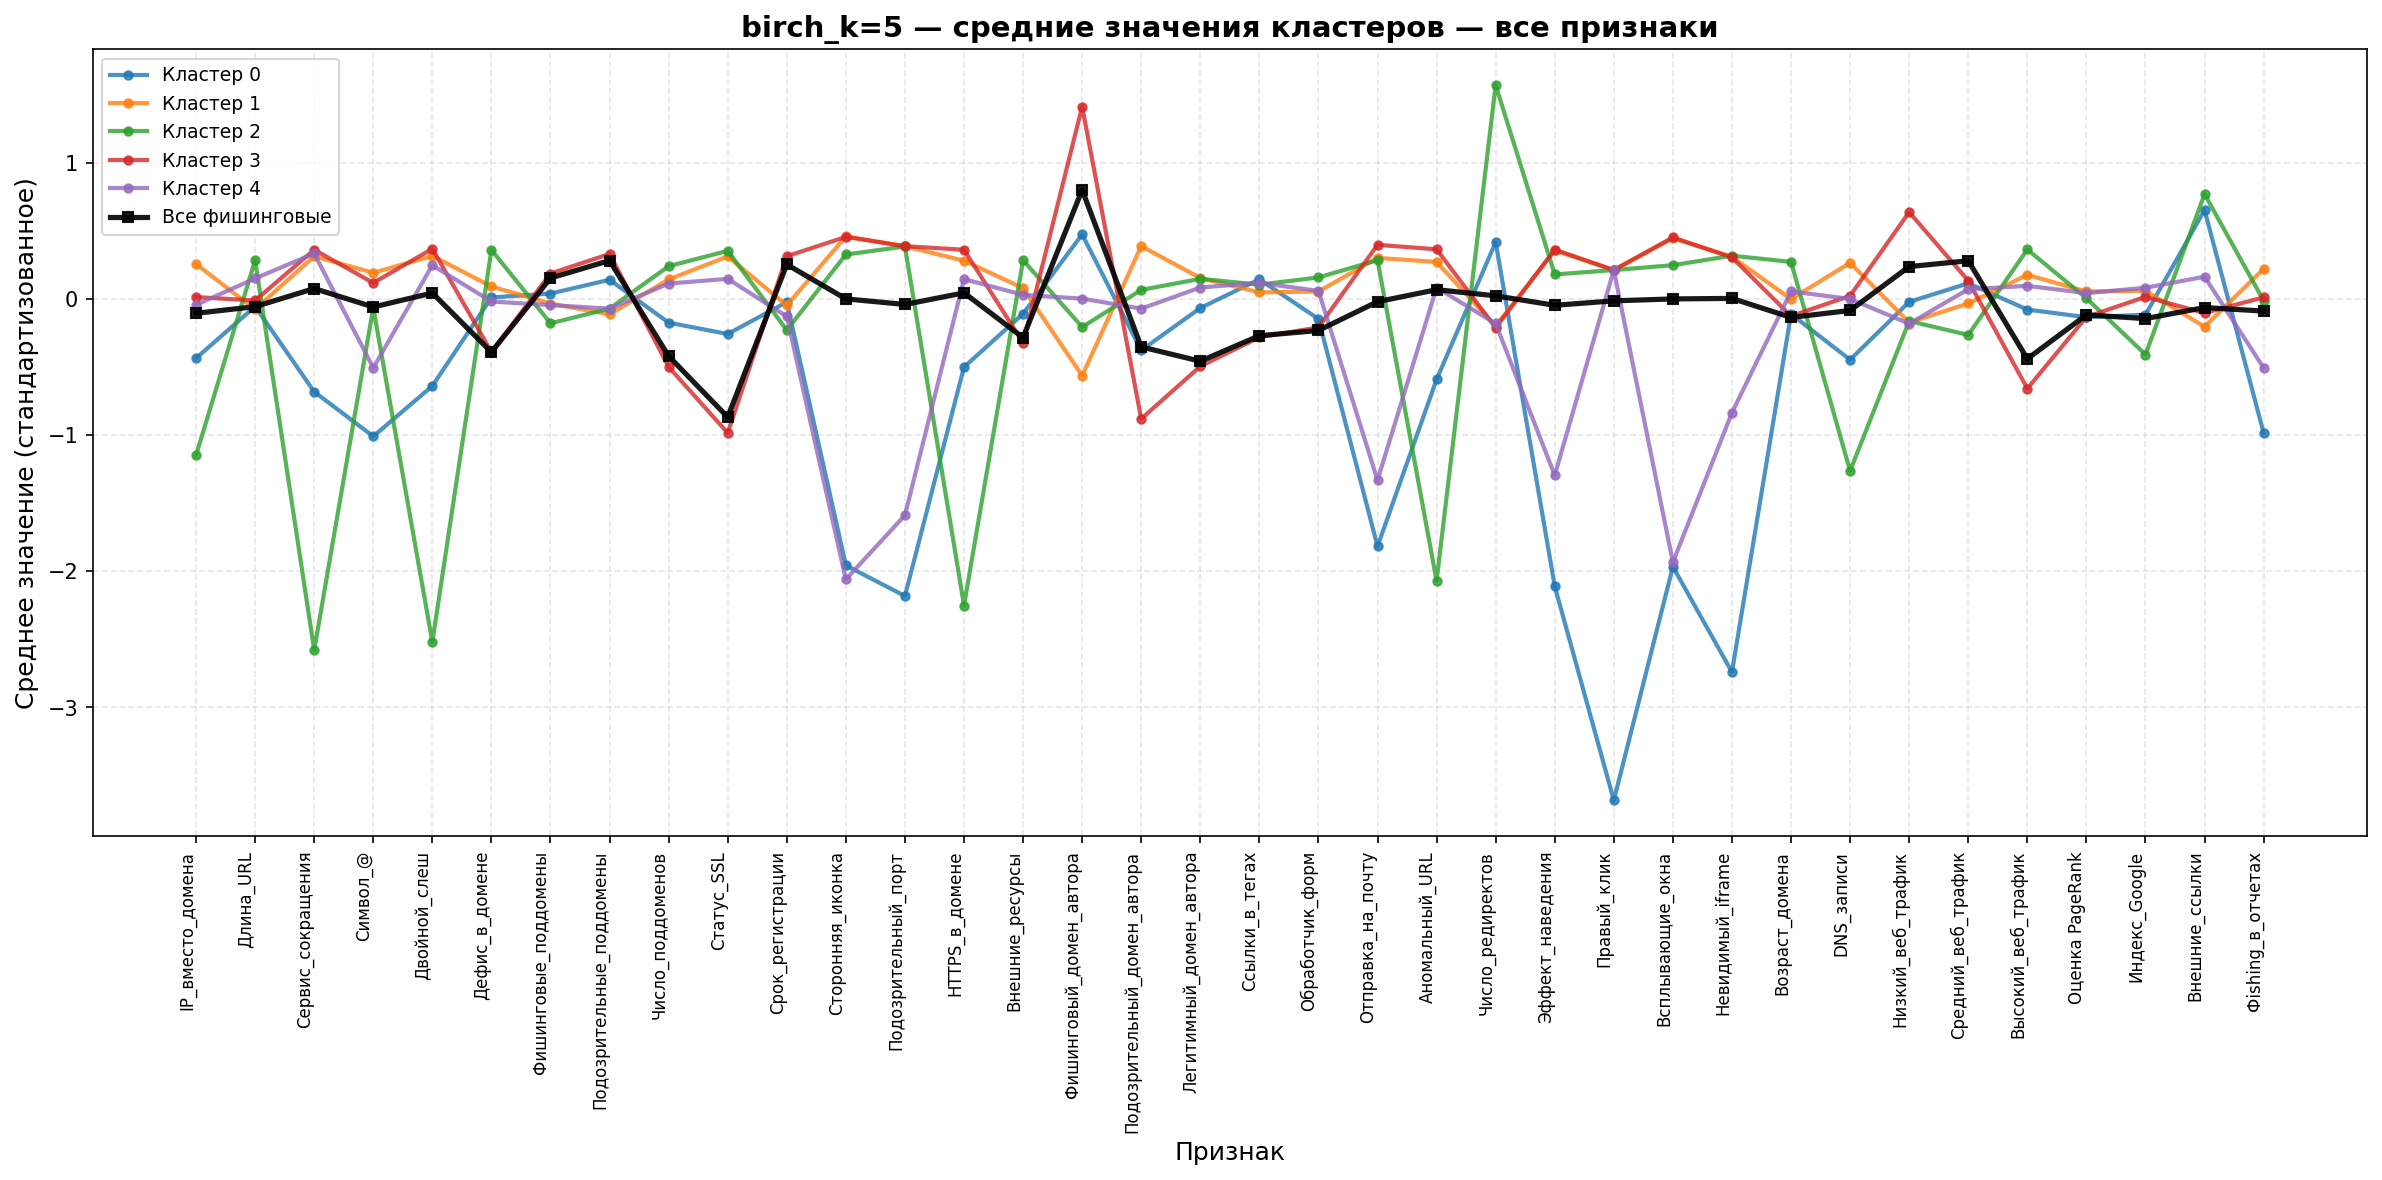 birch_k=5 — средние значения кластеров — все признаки
Кластер 0
Кластер 1
Кластер 2
Кластер 3
Кластер 4
Все фишинговые
Среднее значение (стандартизованное)
1
0
−1
−2
−3
IP_вместо_домена
Длина_URL
Сервис_сокращения
Символ_@
Двойной_слеш
Дефис_в_домене
Фишинговые_поддомены
Подозрительные_поддомены
Число_поддоменов
Статус_SSL
Срок_регистрации
Сторонняя_иконка
Подозрительный_порт
HTTPS_в_домене
Внешние_ресурсы
Фишинговый_домен_автора
Подозрительный_домен_автора
Легитимный_домен_автора
Ссылки_в_тегах
Обработчик_форм
Отправка_на_почту
Аномальный_URL
Число_редиректов
Эффект_наведения
Правый_клик
Всплывающие_окна
Невидимый_iframe
Возраст_домена
DNS_записи
Низкий_веб_трафик
Средний_веб_трафик
Высокий_веб_трафик
Оценка PageRank
Индекс_Google
Внешние_ссылки
Фishing_в_отчетах
Признак